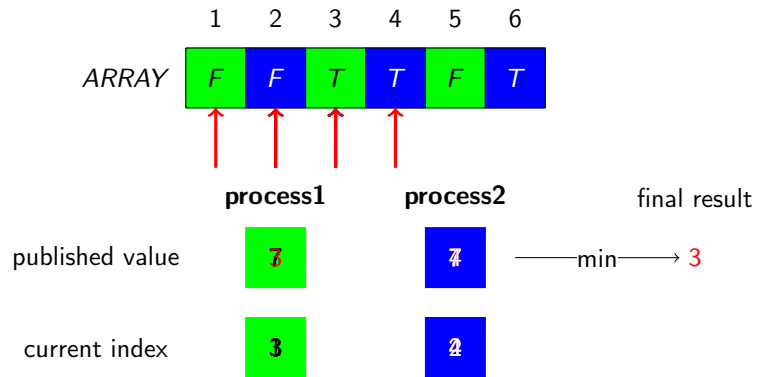 1 2 3 4 5 6
ARRAY F F T T F T
process1 process2 final result
published value min 3
current index